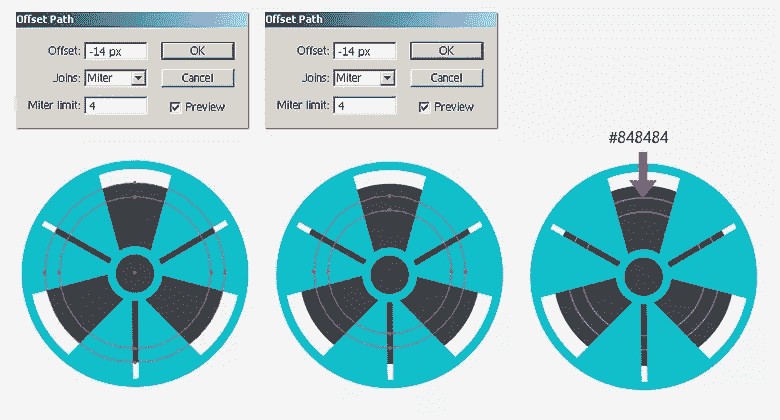 Offset Path
Offset: -14 px
OK
Joins: Miter
Cancel
Miter limit: 4
Preview
Offset Path
Offset: -14 px
OK
Joins: Miter
Cancel
Miter limit: 4
Preview
#848484